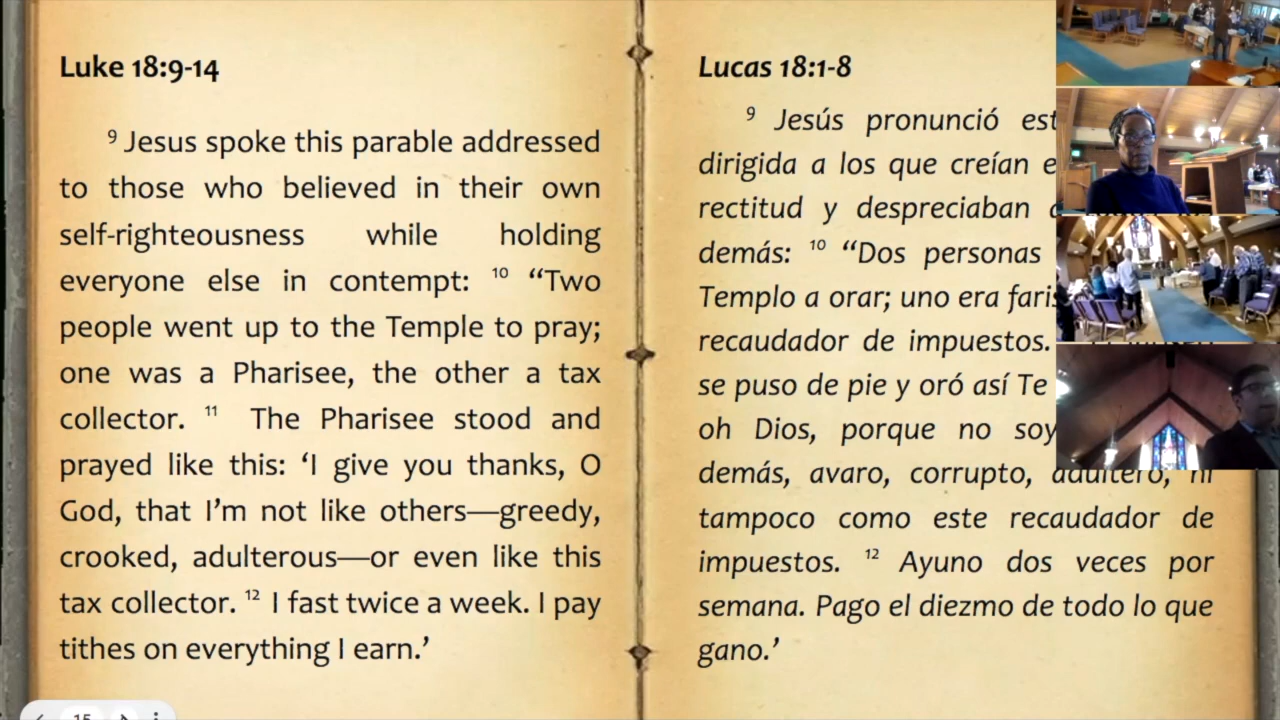 Luke 18:9-14
9 Jesus spoke this parable addressed
to those who believed in their own
self-righteousness while holding
everyone else in contempt: 10 “Two
people went up to the Temple to pray;
one was a Pharisee, the other a tax
collector. 11 The Pharisee stood and
prayed like this: ‘I give you thanks, O
God, that I’m not like others—greedy,
crooked, adulterous—or even like this
tax collector. 12 I fast twice a week. I pay
tithes on everything I earn.’
Lucas 18:1-8
9 Jesús pronunció
dirigida a los que creían
rectitud y despreciaban
demás: 10 “Dos personas
Templo a orar; uno era
recaudador de impuestos.
se puso de pie y oró así Te
oh Dios, porque no soy
demás, avaro, corrupto, adúltero, ni
tampoco como este recaudador de
impuestos. 12 Ayuno dos veces por
semana. Pago el diezmo de todo lo que
gano.’
15